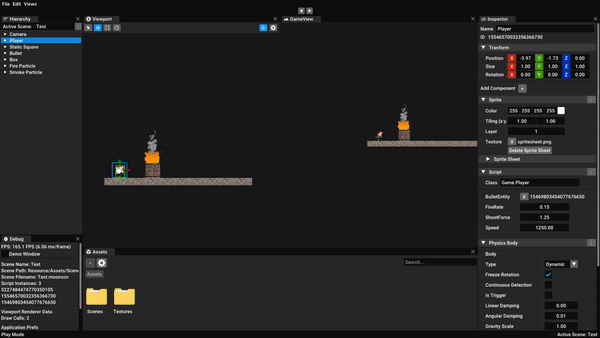 File Edit Views
Hierarchy
Active Scene: Test
Camera
Player
Static Square
Bullet
Box
Fire Particle
Smoke Particle
Debug
FPS: 165.1 FPS (6.06 ms/frame)
Demo Window
Scene Name: Test
Scene Path: Resource/Assets/Scen
Scene Filename: Test.moonscn
Script Instances: 3
5227484474770350105
15546570032356366730
15469803454077676650
Viewport Renderer Data
Draw Calls: 2
Application Prefs
Play Mode
Viewport
GameView
Assets
Search...
Assets
Scenes
Textures
Inspector
Name Player
ID 15546570032356366730
Transform
Position X -3.97 Y -1.73 Z 0.00
Size X 1.00 Y 1.00 Z 1.00
Rotation X 0.00 Y 0.00 Z 0.00
Add Component +
Sprite
Color 255 255 255 255
Tiling (x:y 1.00 1.00
Layer 1
Texture X spritesheet.png
Delete Sprite Sheet
Sprite Sheet
Script
Class Game.Player
BulletEntity X 15469803454077676650
FireRate 0.15
ShootForce 1.25
Speed 1250.00
Physics Body
Body
Type Dynamic
Freeze Rotation
Continuous Detection
Is Trigger
Linear Damping 0.00
Angular Damping 0.01
Gravity Scale 1.00
Active Scene: Test